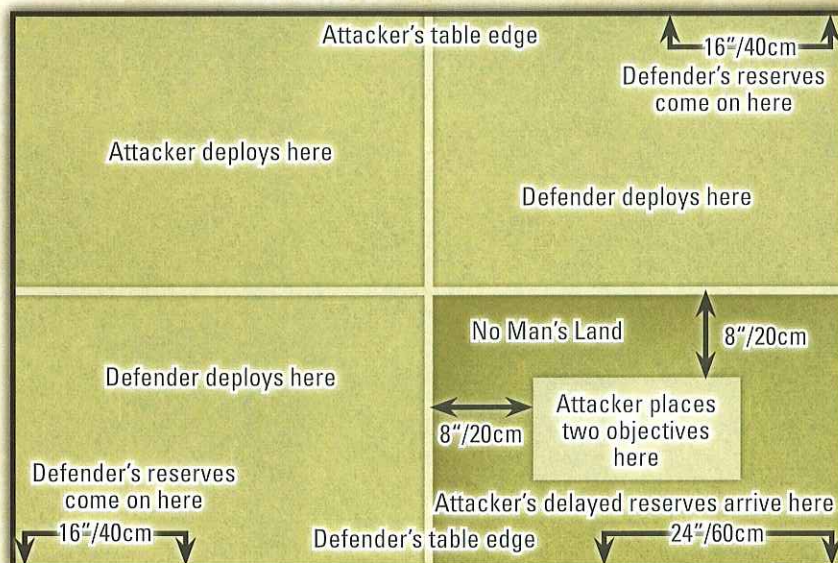 Attacker's table edge
16"/40cm
Defender's reserves
come on here
Attacker deploys here
Defender deploys here
No Man's Land
8"/20cm
Defender deploys here
Attacker places
two objectives
here
8"/20cm
Defender's reserves
come on here
Attacker's delayed reserves arrive here
16"/40cm
Defender's table edge
24"/60cm